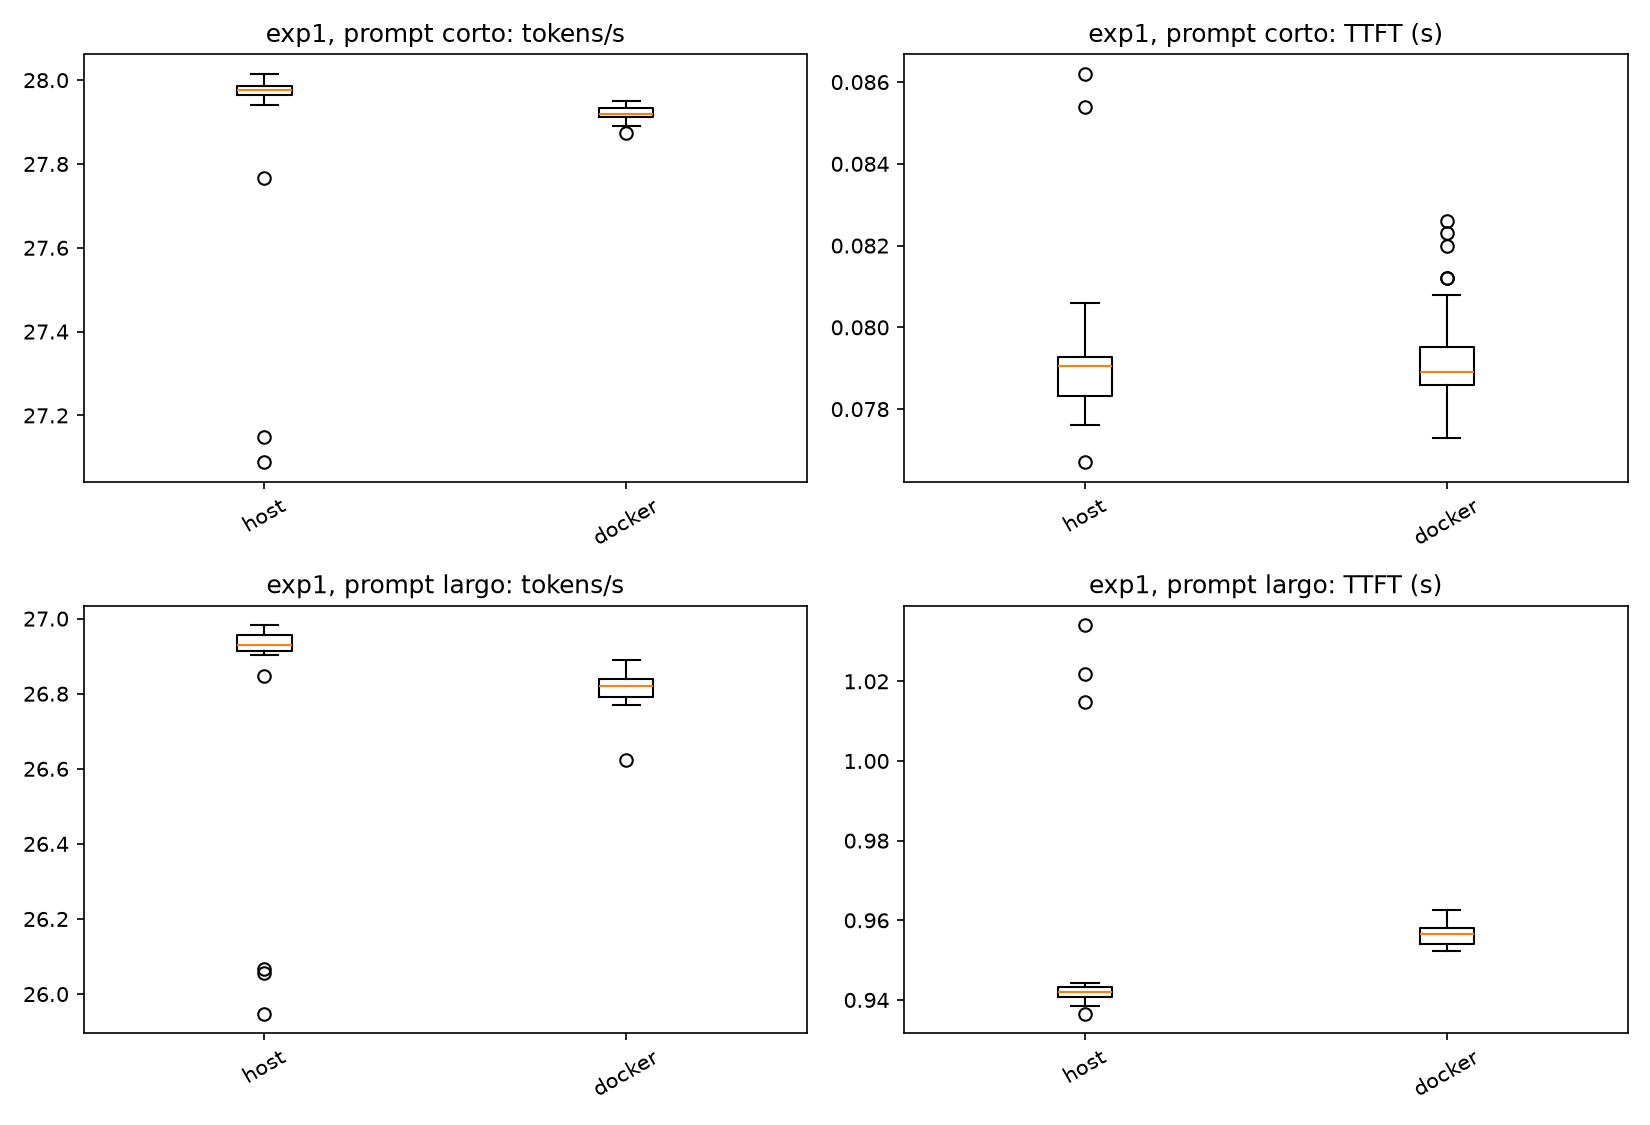 exp1, prompt corto: tokens/s
28.0
27.8
27.6
27.4
27.2
host
docker
exp1, prompt corto: TTFT (s)
0.086
0.084
0.082
0.080
0.078
host
docker
exp1, prompt largo: tokens/s
27.0
26.8
26.6
26.4
26.2
26.0
host
docker
exp1, prompt largo: TTFT (s)
1.02
1.00
0.98
0.96
0.94
host
docker